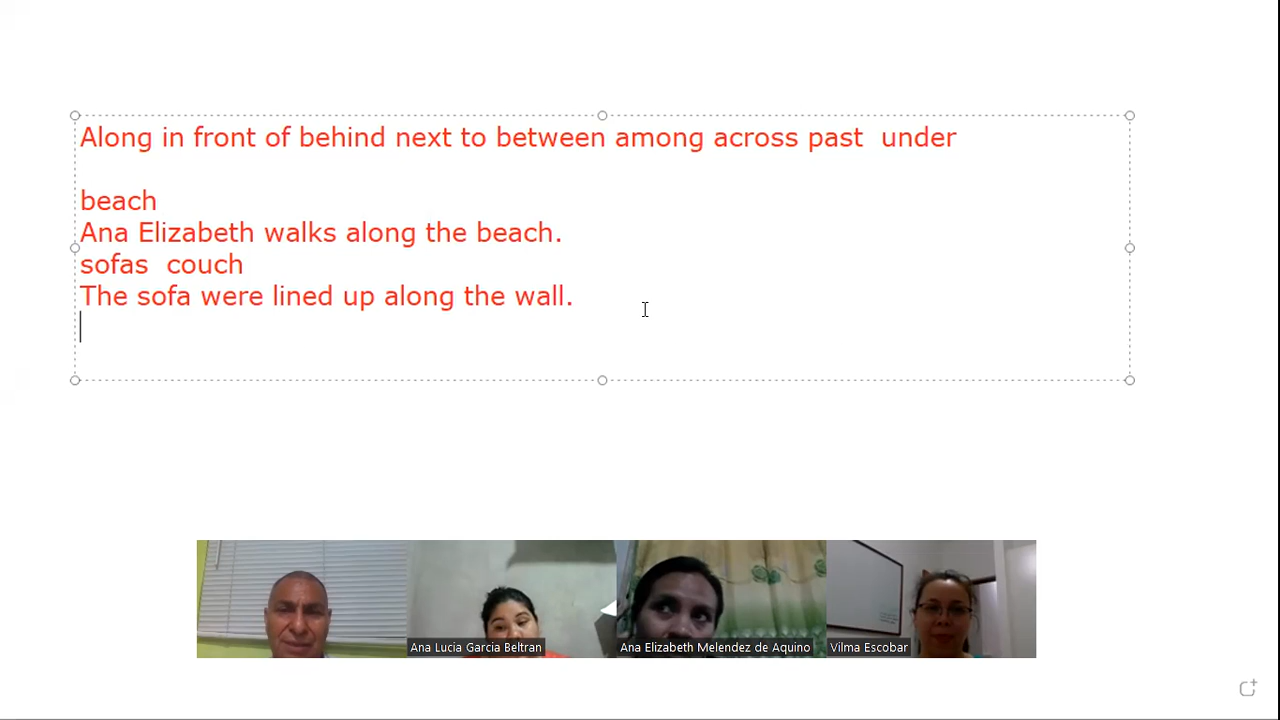 Along in front of behind next to between among across past under
beach
Ana Elizabeth walks along the beach.
sofas couch
The sofa were lined up along the wall.
Ana Lucia Garcia Beltran
Ana Elizabeth Melendez de Aquino
Vilma Escobar